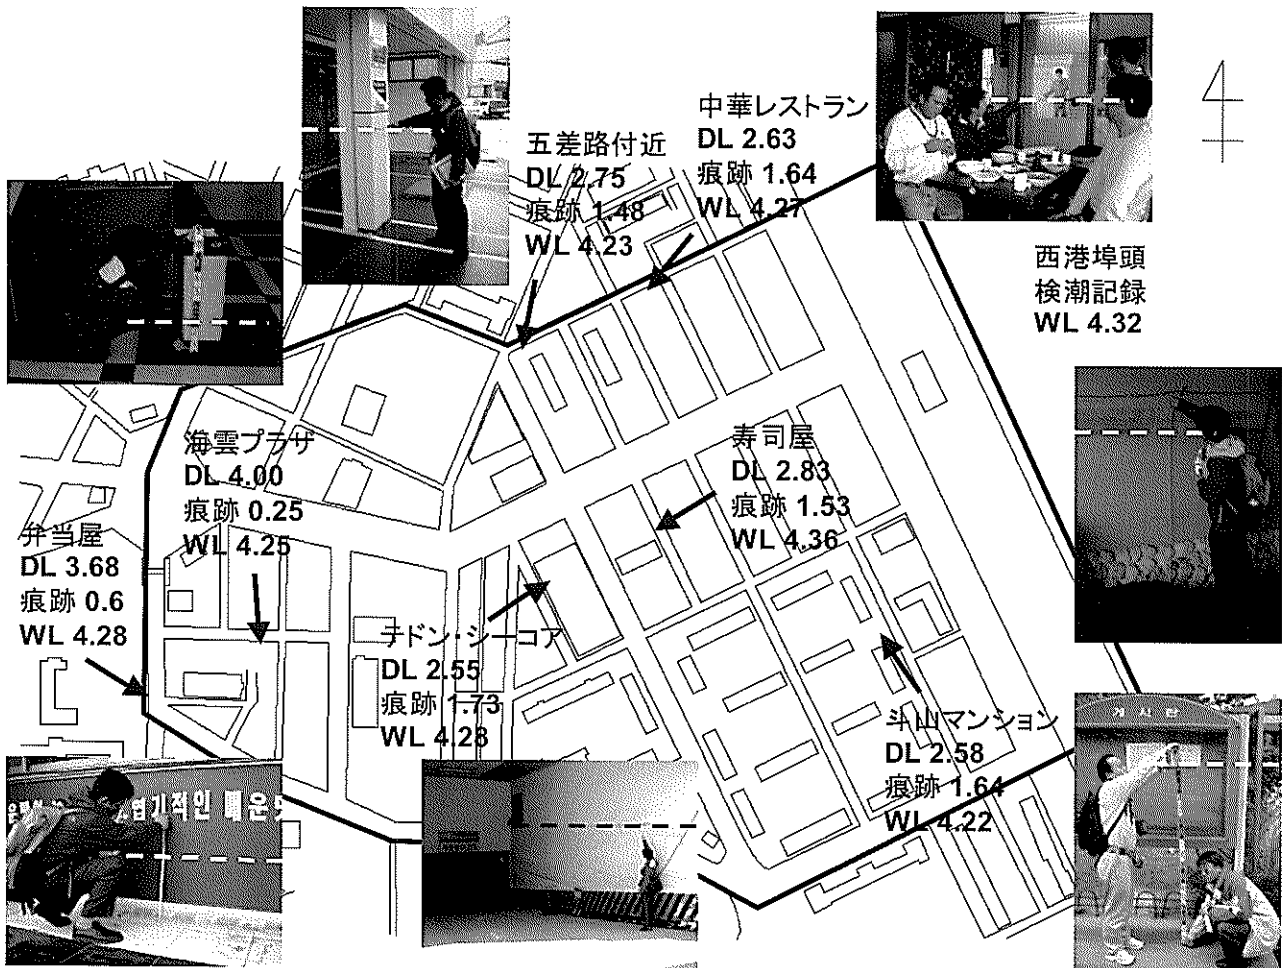 五差路付近
DL 2.75
痕跡 1.48
WL 4.23
中華レストラン
DL 2.63
痕跡 1.64
WL 4.27
西港埠頭
検潮記録
WL 4.32
海雲プラザ
DL 4.00
痕跡 0.25
WL 4.25
寿司屋
DL 2.83
痕跡 1.53
WL 4.36
弁当屋
DL 3.68
痕跡 0.6
WL 4.28
テドン・シーコア
DL 2.55
痕跡 1.73
WL 4.28
斗山マンション
DL 2.58
痕跡 1.64
WL 4.22
엽기적인 매운